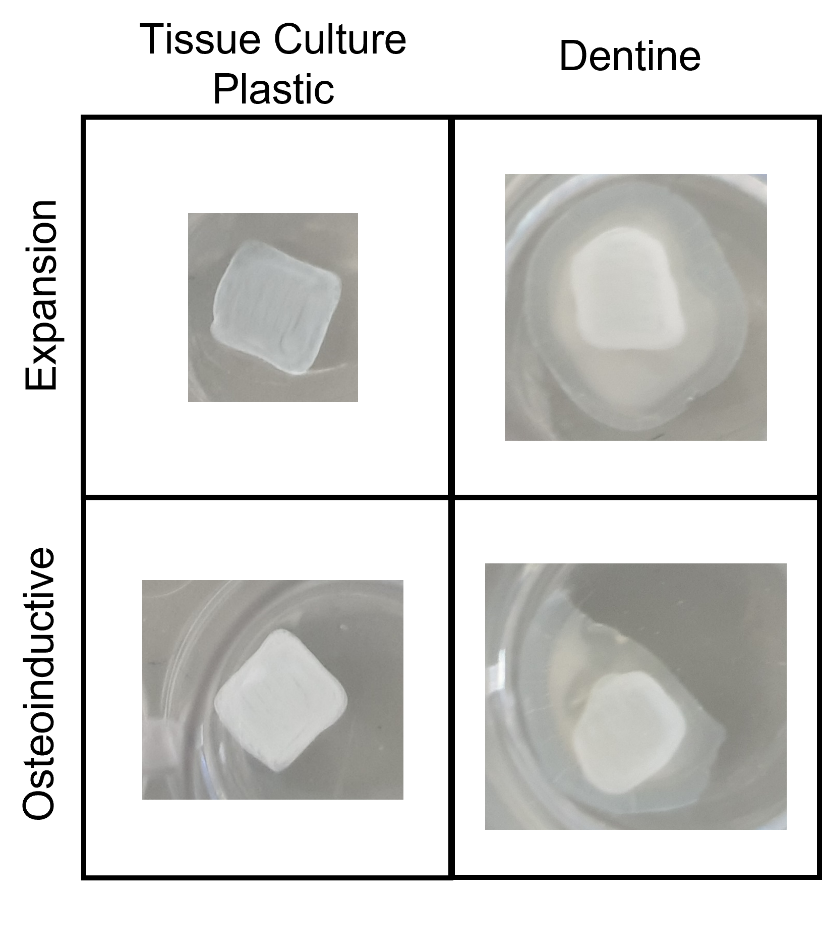 Tissue Culture
Plastic
Dentine
Expansion
Osteoinductive